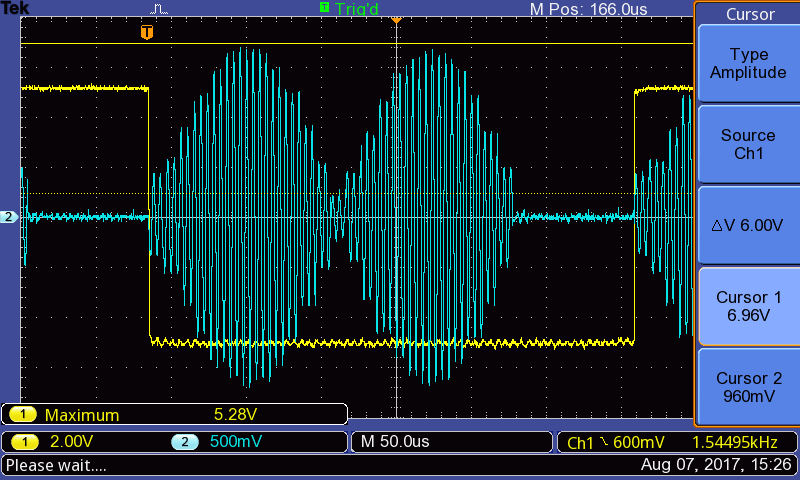 Tek
T Trig'd
M Pos: 166.0us
Cursor
T
Type
Amplitude
Source
Ch1
△V 6.00V
Cursor 1
6.96V
Cursor 2
960mV
2
1 Maximum 5.28V
1 2.00V 2 500mV M 50.0us Ch1 600mV 1.54495kHz
Please wait.... Aug 07, 2017, 15:26